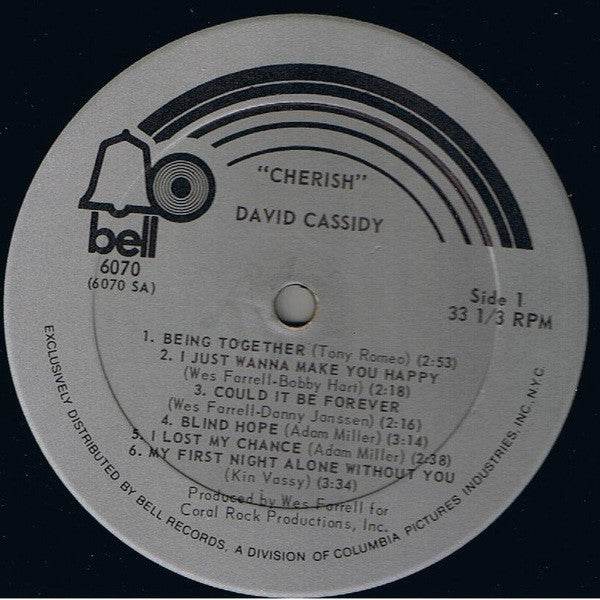 "CHERISH"
DAVID CASSIDY
bell
6070
(6070 SA)
Side 1
33 1/3 RPM
1. BEING TOGETHER (Tony Romeo) (2:53)
2. I JUST WANNA MAKE YOU HAPPY
(Wes Farrell-Bobby Hart) (2:18)
3. COULD IT BE FOREVER
(Wes Farrell-Danny Janssen) (2:16)
4. BLIND HOPE (Adam Miller) (3:14)
5. I LOST MY CHANCE (Adam Miller) (2:38)
6. MY FIRST NIGHT ALONE WITHOUT YOU
(Kin Vassy) (3:34)
Produced by Wes Farrell for
Coral Rock Productions, Inc.
EXCLUSIVELY DISTRIBUTED BY BELL RECORDS, A DIVISION OF COLUMBIA PICTURES INDUSTRIES, INC, N.Y.C.